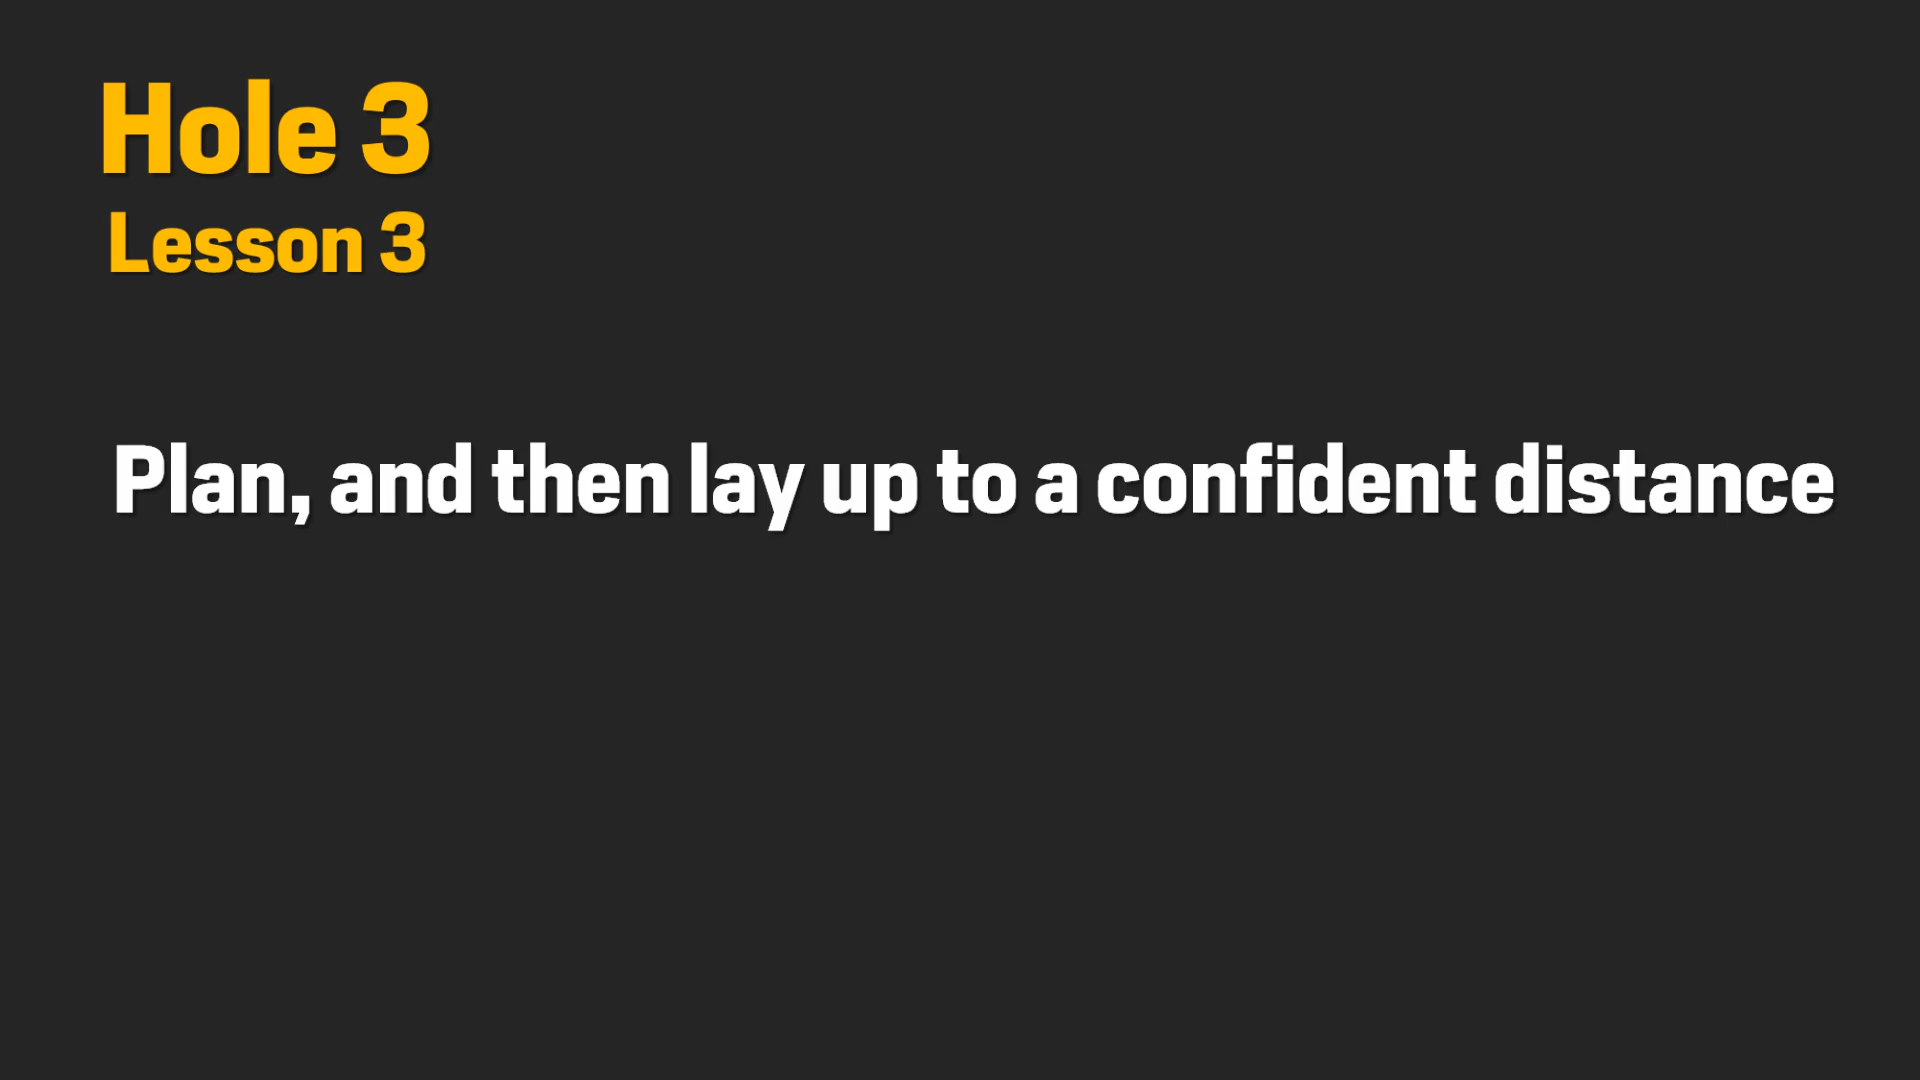 Hole 3
Lesson 3
Plan, and then lay up to a confident distance